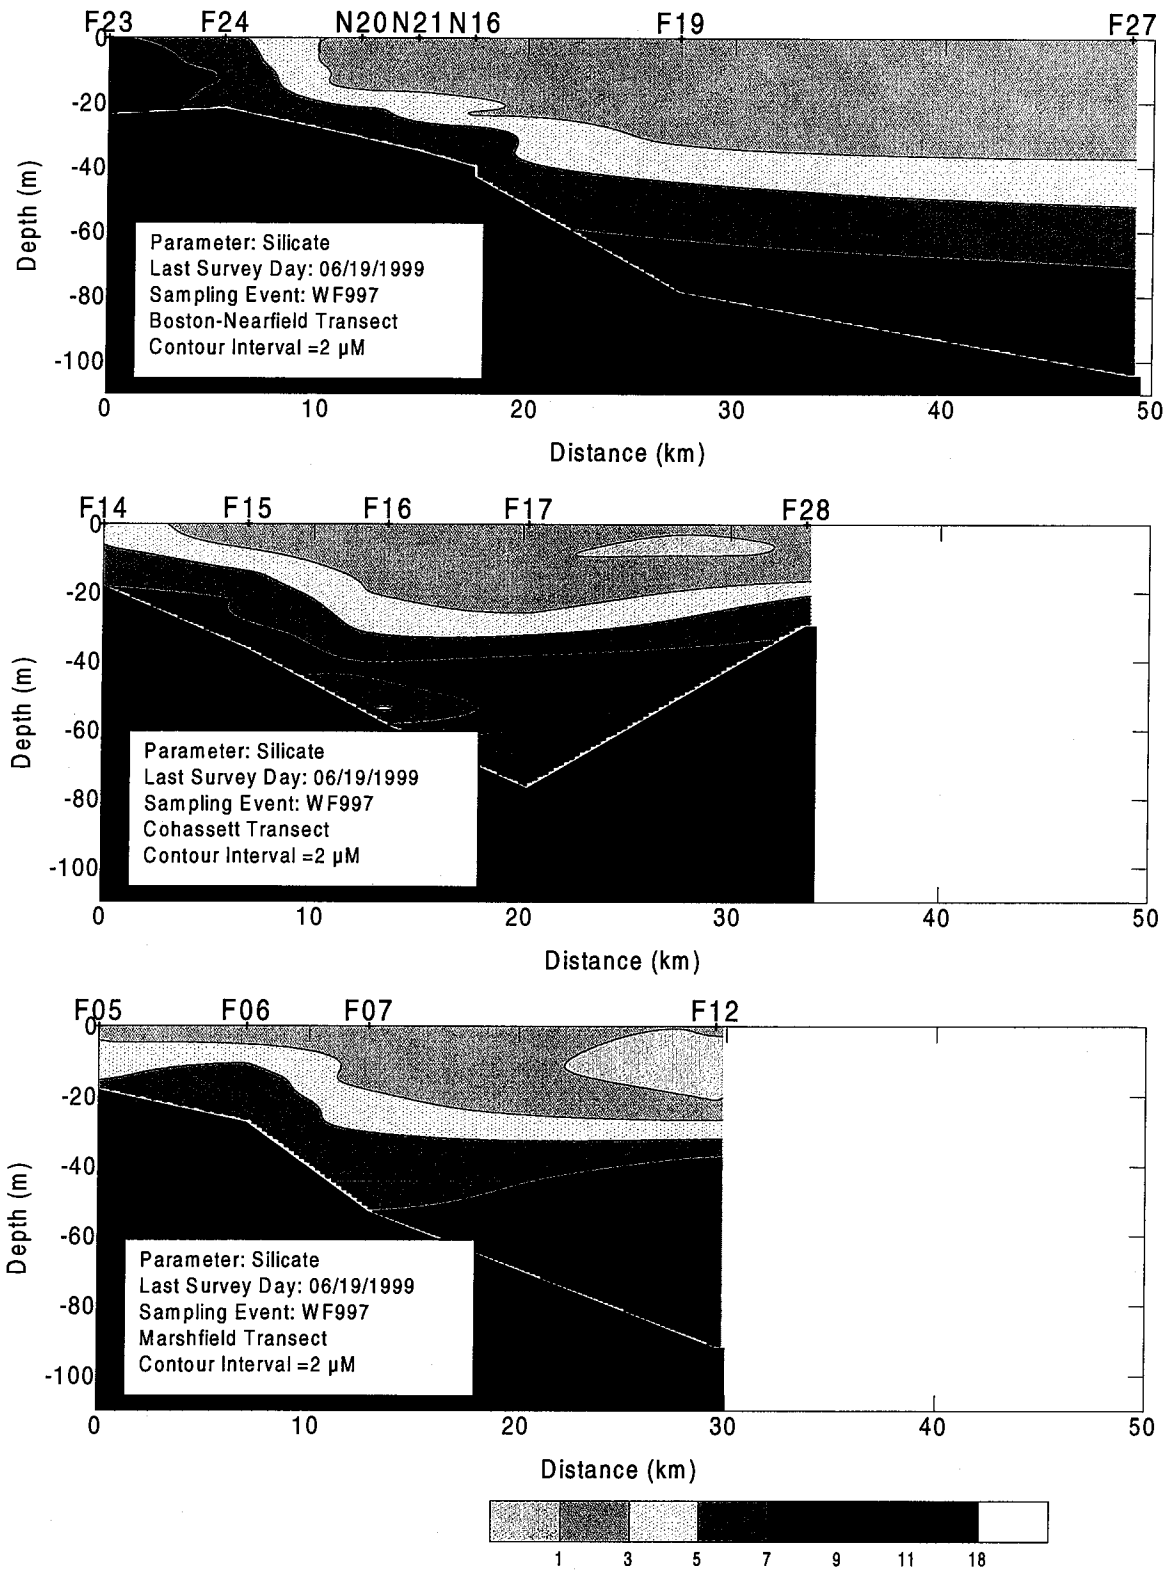 F23 F24 N20 N21 N16 F19 F27
0
-20
-40
-60
-80
-100
Depth (m)
Parameter: Silicate
Last Survey Day: 06/19/1999
Sampling Event: WF997
Boston-Nearfield Transect
Contour Interval =2 µM
0 10 20 30 40 50
Distance (km)
F14 F15 F16 F17 F28
0
-20
-40
-60
-80
-100
Depth (m)
Parameter: Silicate
Last Survey Day: 06/19/1999
Sampling Event: WF997
Cohassett Transect
Contour Interval =2 µM
0 10 20 30 40 50
Distance (km)
F05 F06 F07 F12
0
-20
-40
-60
-80
-100
Depth (m)
Parameter: Silicate
Last Survey Day: 06/19/1999
Sampling Event: WF997
Marshfield Transect
Contour Interval =2 µM
0 10 20 30 40 50
Distance (km)
1 3 5 7 9 11 18